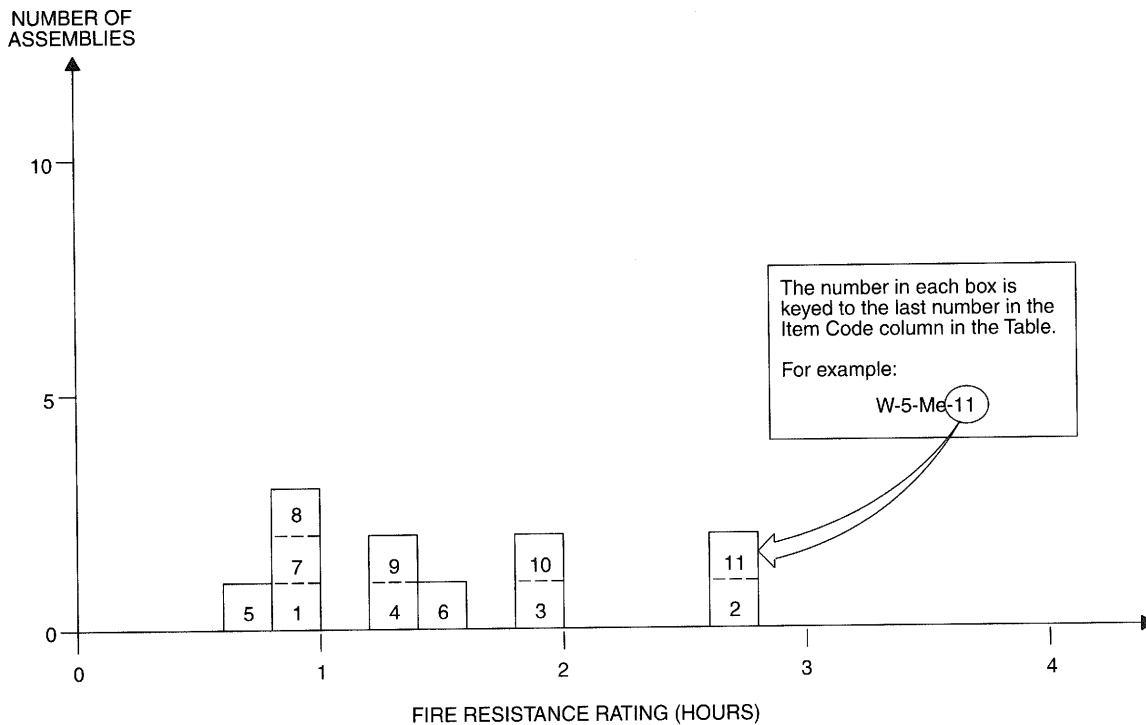 NUMBER OF
ASSEMBLIES
10
5
0
The number in each box is
keyed to the last number in the
Item Code column in the Table.
For example:
W-5-Me-11
8
7
1
5
9
4
6
10
3
11
2
0
1
2
3
4
FIRE RESISTANCE RATING (HOURS)